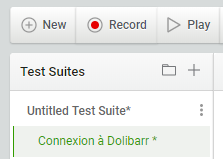 New Record Play
Test Suites
Untitled Test Suite*
Connexion à Dolibarr *